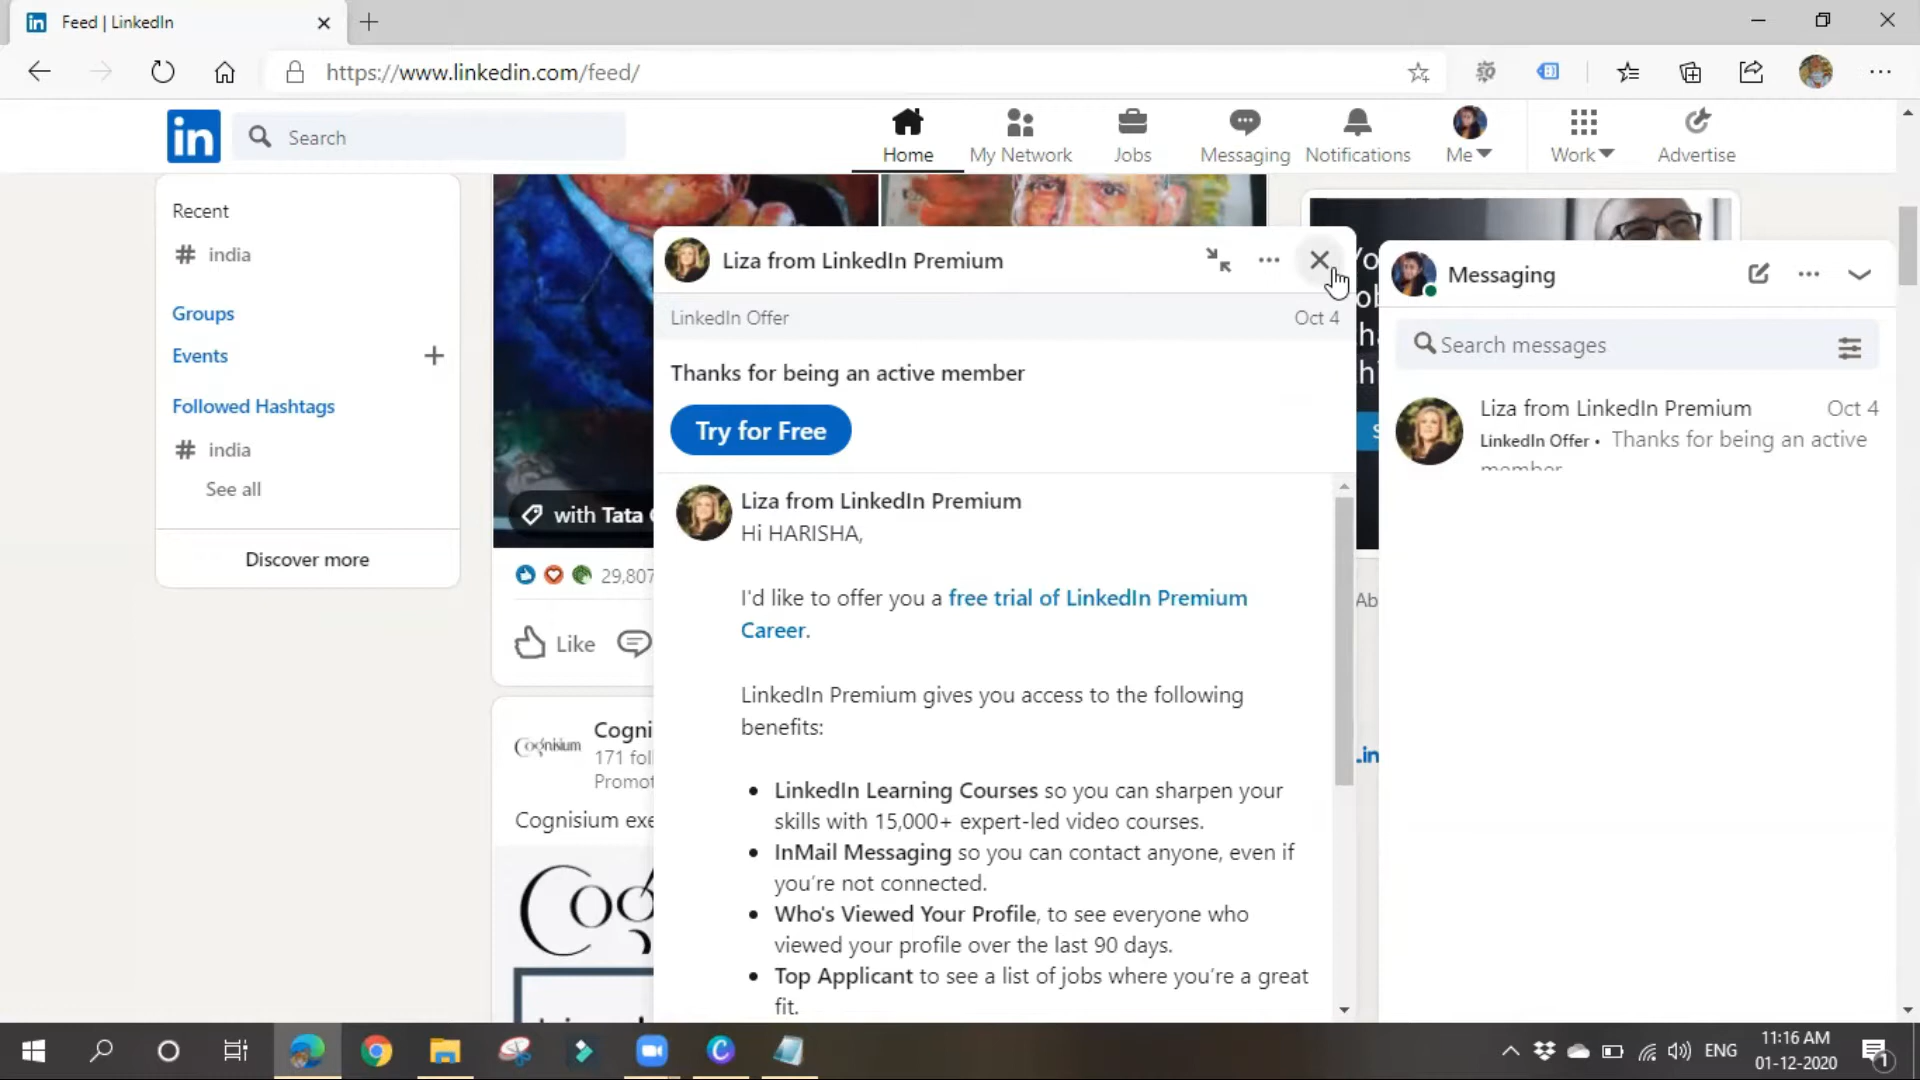 Feed | LinkedIn
https://www.linkedin.com/feed/
in
Search
Home
My Network
Jobs
Messaging
Notifications
Me
Work
Advertise
Recent
# india
Groups
Events
Followed Hashtags
# india
See all
Discover more
with Tata
29,807
Like
Cogni
171 foll
Promot
Cognisium
Cognisium exe
Liza from LinkedIn Premium
LinkedIn Offer
Oct 4
Thanks for being an active member
Try for Free
Liza from LinkedIn Premium
Hi HARISHA,
I'd like to offer you a free trial of LinkedIn Premium
Career.
LinkedIn Premium gives you access to the following
benefits:
• LinkedIn Learning Courses so you can sharpen your
skills with 15,000+ expert-led video courses.
• InMail Messaging so you can contact anyone, even if
you're not connected.
• Who's Viewed Your Profile, to see everyone who
viewed your profile over the last 90 days.
• Top Applicant to see a list of jobs where you're a great
fit.
Ab
Messaging
Search messages
Liza from LinkedIn Premium
Oct 4
LinkedIn Offer • Thanks for being an active
member
ENG
11:16 AM
01-12-2020
1